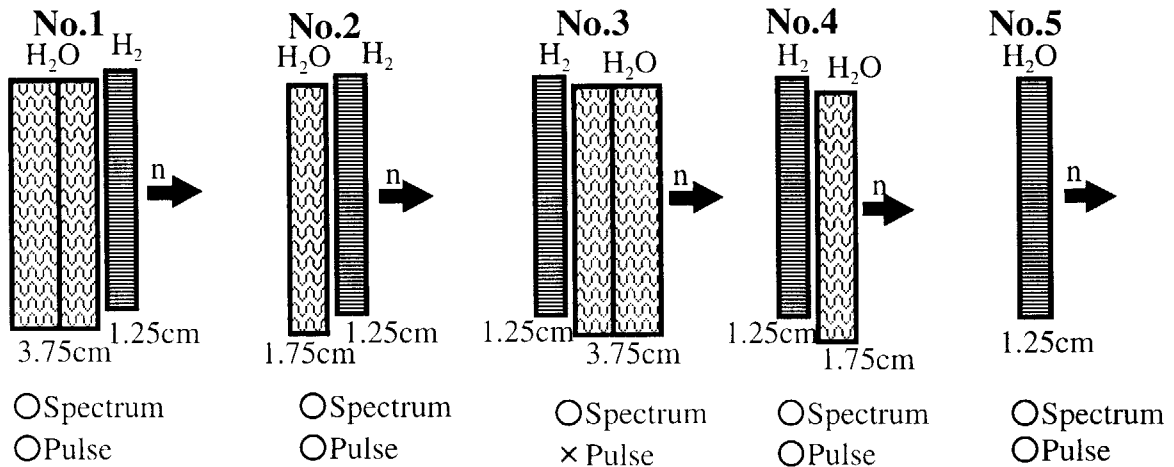 No.1
H₂O
H₂
n
3.75cm
1.25cm
○Spectrum
○Pulse
No.2
H₂O
H₂
n
1.75cm
1.25cm
○Spectrum
○Pulse
No.3
H₂
H₂O
n
1.25cm
3.75cm
○Spectrum
× Pulse
No.4
H₂
H₂O
n
1.25cm
1.75cm
○Spectrum
○Pulse
No.5
H₂O
n
1.25cm
○Spectrum
○Pulse